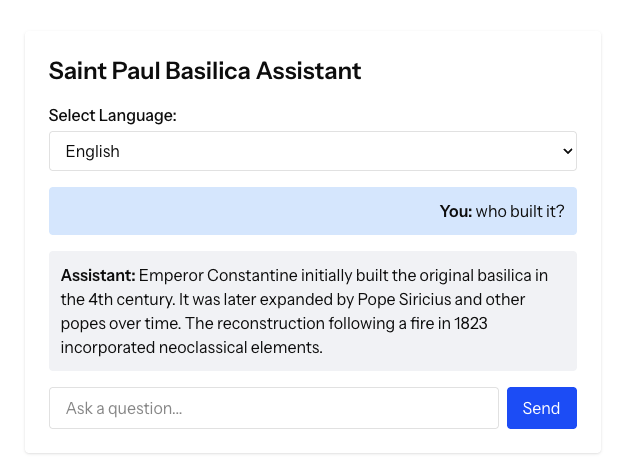 Saint Paul Basilica Assistant
Select Language:
English
You: who built it?
Assistant: Emperor Constantine initially built the original basilica in
the 4th century. It was later expanded by Pope Siricius and other
popes over time. The reconstruction following a fire in 1823
incorporated neoclassical elements.
Ask a question...
Send